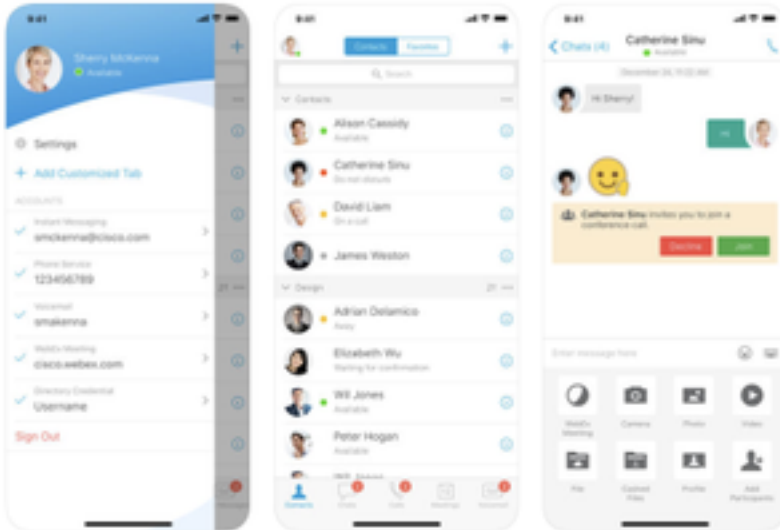 9:41
Sherry McKenna
Available
Settings
Add Customized Tab
ACCOUNTS
Instant Messaging
smckenna@cisco.com
Phone Service
123456789
Voicemail
smakenna
WebEx Meeting
cisco.webex.com
Directory Credential
Username
Sign Out
9:41
Contacts
Favorites
Search
Contacts
Alison Cassidy
Available
Catherine Sinu
Do not disturb
David Liam
On a call
James Weston
Design
Adrian Delamico
Away
Elizabeth Wu
Waiting for confirmation
Wil Jones
Available
Peter Hogan
Available
Will Jones
Contacts
Chats
Calls
Meetings
Voicemail
9:41
Chats (4)
Catherine Sinu
Available
December 24, 11:02 AM
Hi Sherry!
Hi
Catherine Sinu invites you to join a
conference call.
Decline
Join
Enter message here
WebEx
Meeting
Camera
Photo
Video
File
Profile
Add
Participants